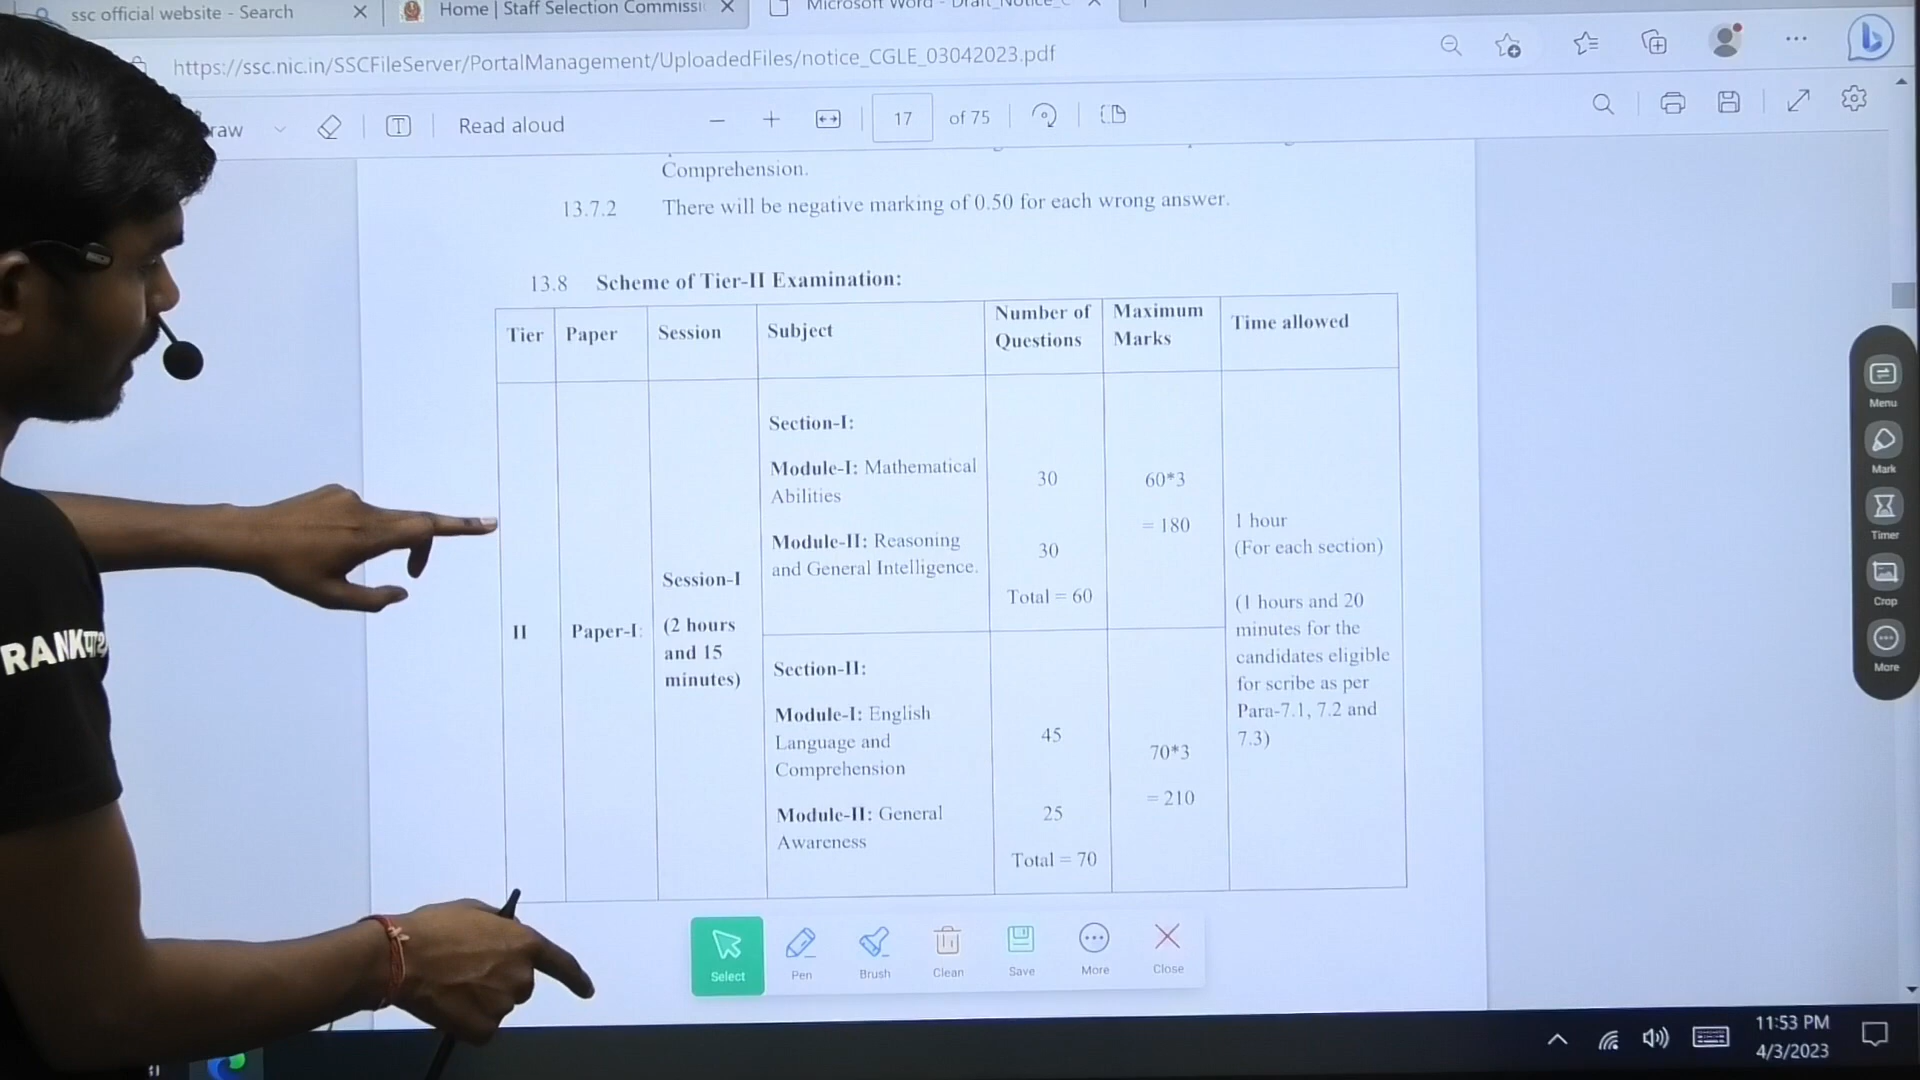 ssc official website - Search
Home | Staff Selection Commissi
Microsoft Word - Draft_Notice_C
https://ssc.nic.in/SSCFileServer/PortalManagement/UploadedFiles/notice_CGLE_03042023.pdf
raw
Read aloud
17 of 75
Comprehension.
13.7.2 There will be negative marking of 0.50 for each wrong answer.
13.8 Scheme of Tier-II Examination:
Tier
Paper
Session
Subject
Number of
Questions
Maximum
Marks
Time allowed
II
Paper-I:
Session-I
(2 hours
and 15
minutes)
Section-I:
Module-I: Mathematical
Abilities
Module-II: Reasoning
and General Intelligence.
30
30
Total = 60
60*3
= 180
Section-II:
Module-I: English
Language and
Comprehension
Module-II: General
Awareness
45
25
Total = 70
70*3
= 210
1 hour
(For each section)
(1 hours and 20
minutes for the
candidates eligible
for scribe as per
Para-7.1, 7.2 and
7.3)
Menu
Mark
Timer
Crop
More
Select
Pen
Brush
Clean
Save
More
Close
11:53 PM
4/3/2023